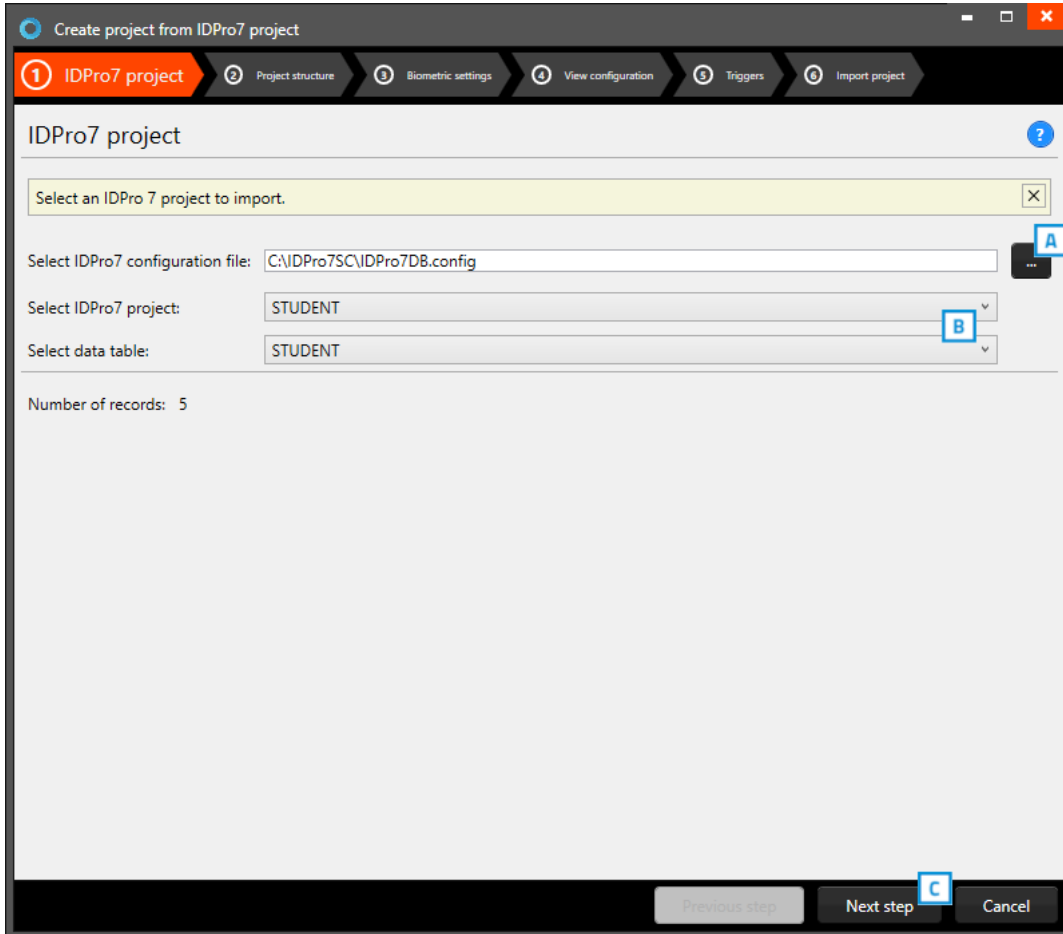 Create project from IDPro7 project
1 IDPro7 project 2 Project structure 3 Biometric settings 4 View configuration 5 Triggers 6 Import project
IDPro7 project ?
Select an IDPro 7 project to import.
A
Select IDPro7 configuration file: C:\IDPro7SC\IDPro7DB.config ...
Select IDPro7 project: STUDENT
B
Select data table: STUDENT
Number of records: 5
C
Previous step Next step Cancel